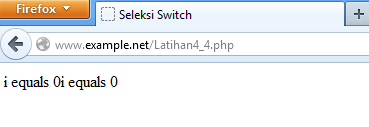 Firefox
Seleksi Switch
www.example.net/Latihan4_4.php
i equals 0i equals 0